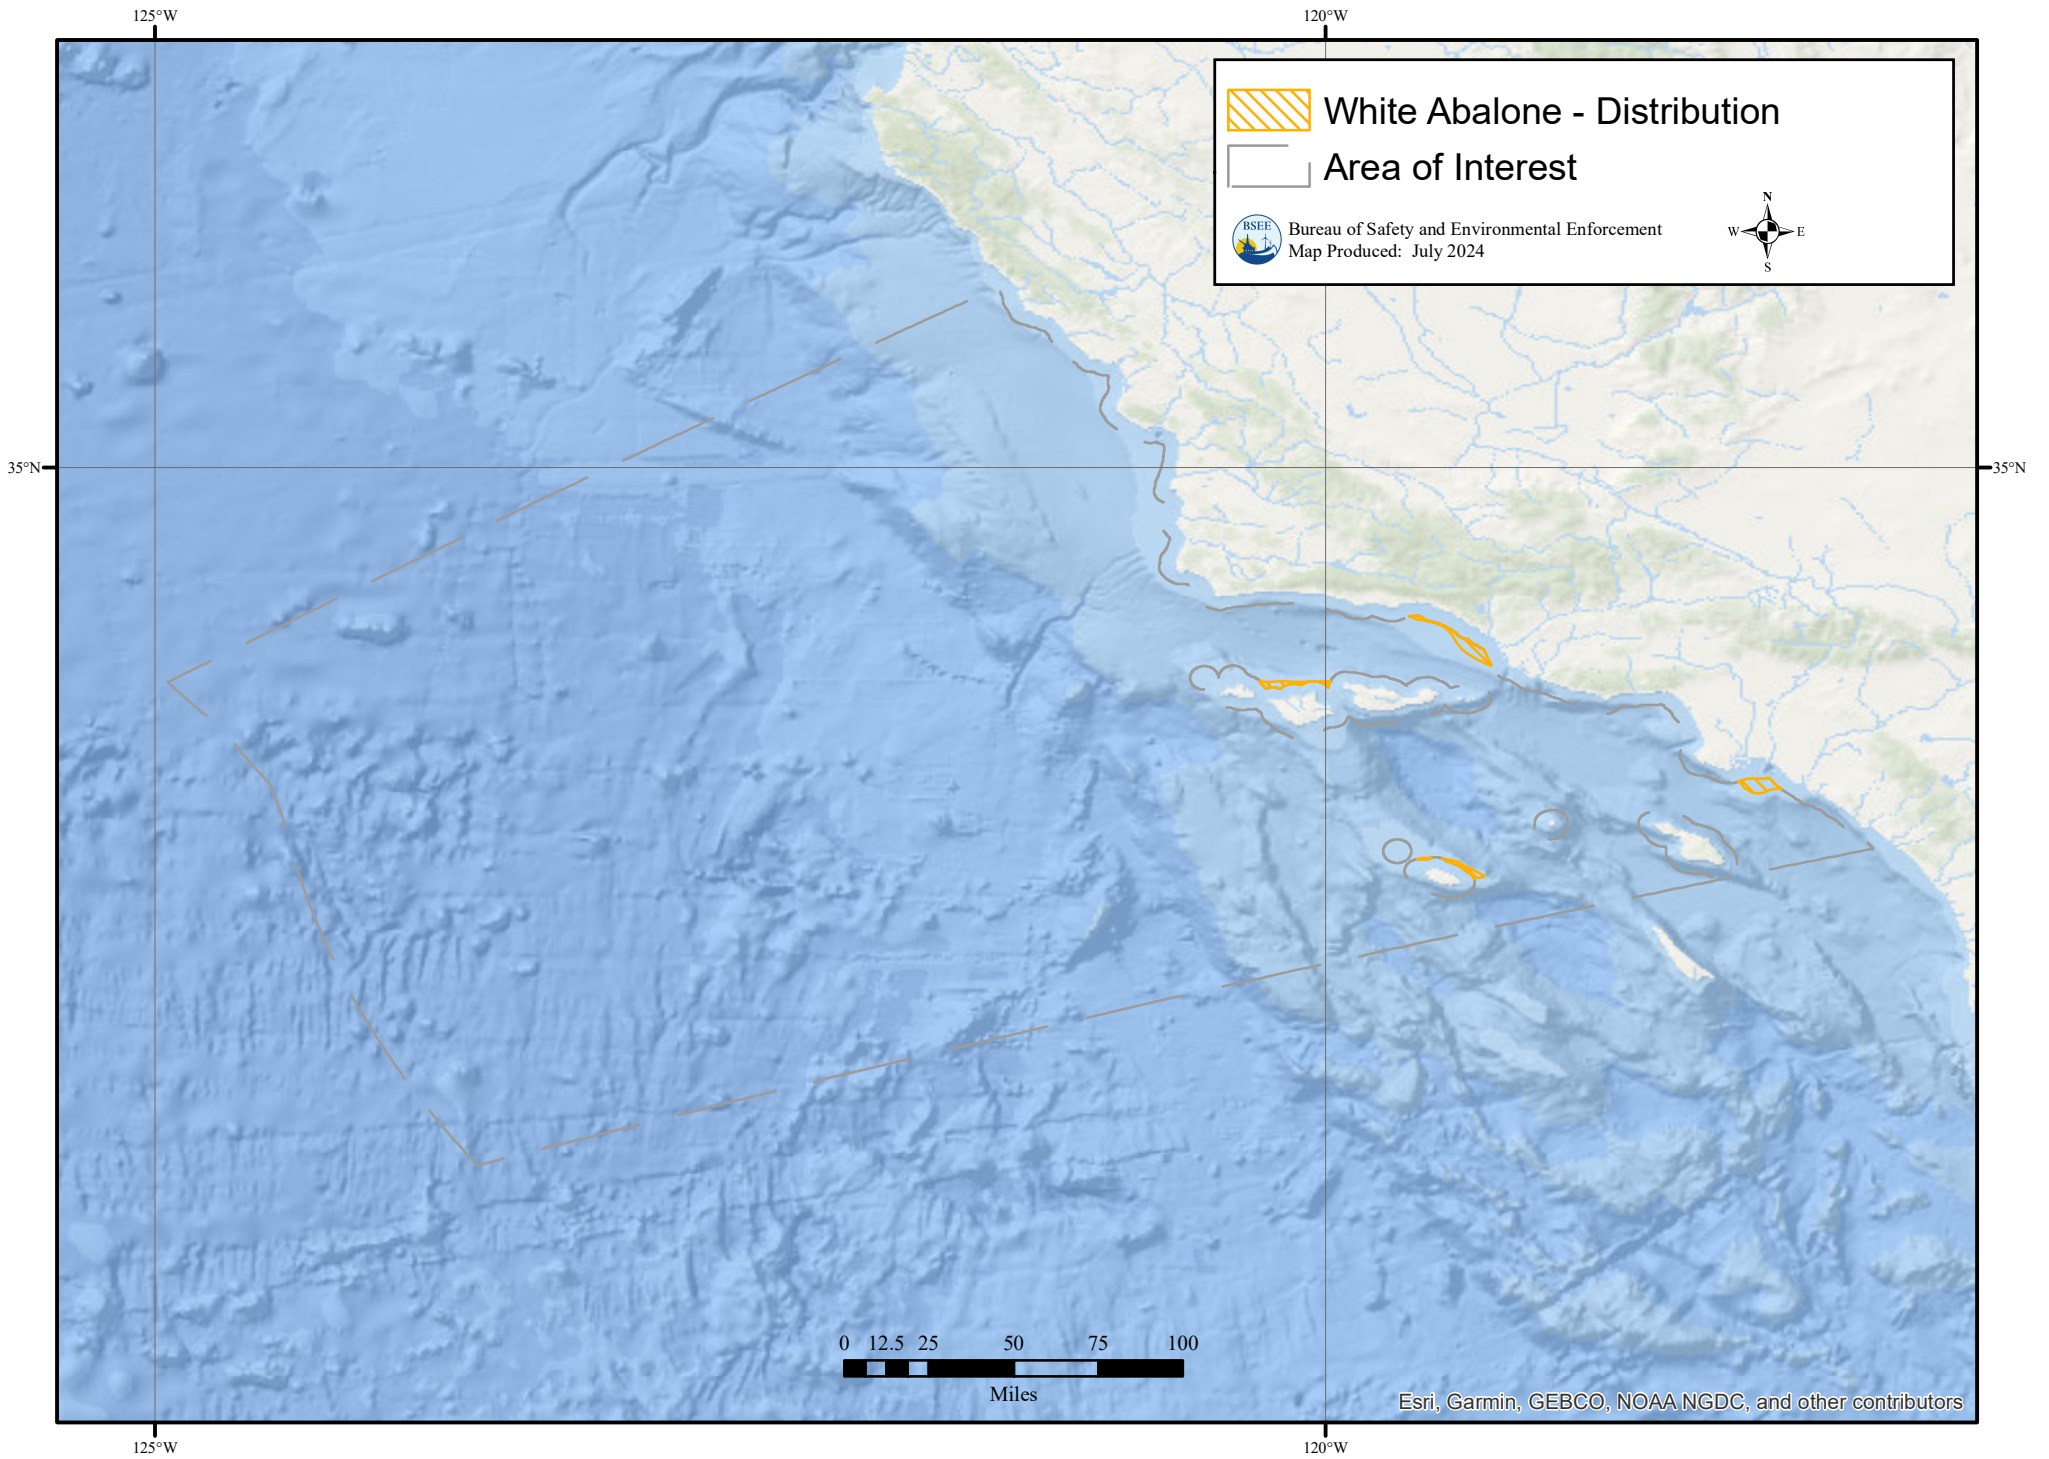 125°W
120°W
White Abalone - Distribution
Area of Interest
N
W
E
S
BSEE
Bureau of Safety and Environmental Enforcement
Map Produced: July 2024
35°N
35°N
0 12.5 25 50 75 100
Miles
Esri, Garmin, GEBCO, NOAA NGDC, and other contributors
125°W
120°W